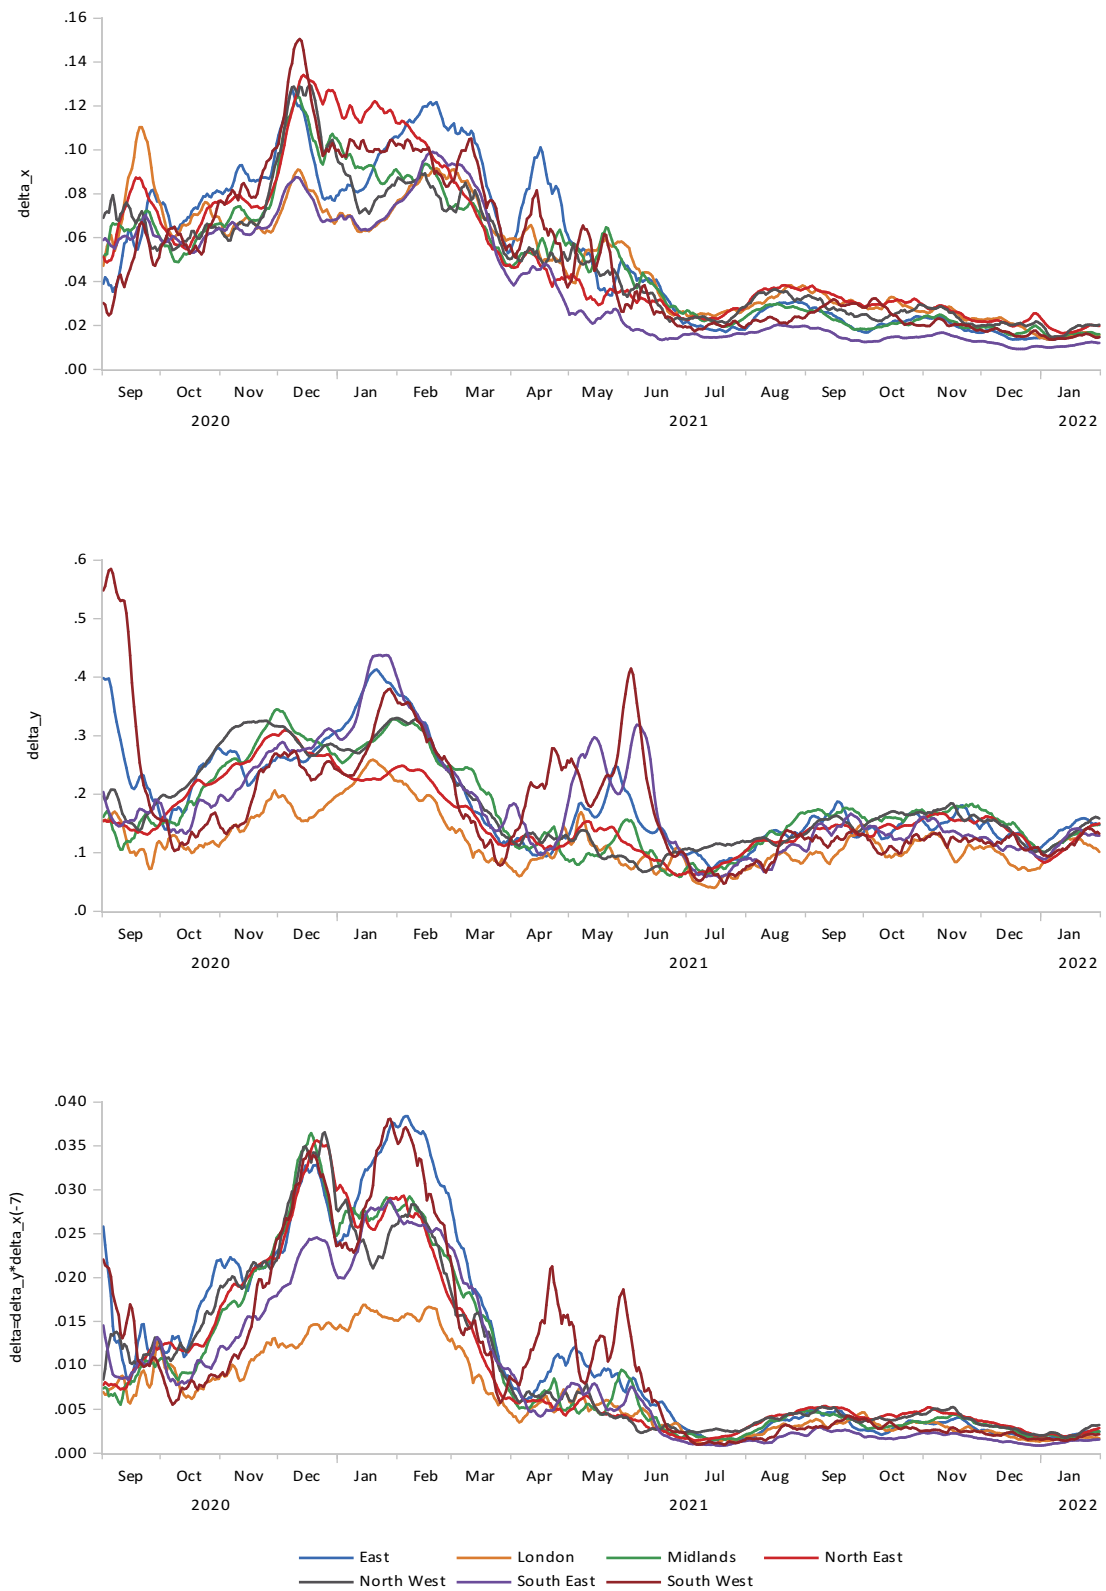 .16
.14
.12
.10
.08
.06
.04
.02
.00
delta_x
Sep Oct Nov Dec Jan Feb Mar Apr May Jun Jul Aug Sep Oct Nov Dec Jan
2020 2021 2022
.6
.5
.4
.3
.2
.1
.0
delta_y
Sep Oct Nov Dec Jan Feb Mar Apr May Jun Jul Aug Sep Oct Nov Dec Jan
2020 2021 2022
.040
.035
.030
.025
.020
.015
.010
.005
.000
delta=delta_y*delta_x(-7)
Sep Oct Nov Dec Jan Feb Mar Apr May Jun Jul Aug Sep Oct Nov Dec Jan
2020 2021 2022
East London Midlands North East
North West South East South West